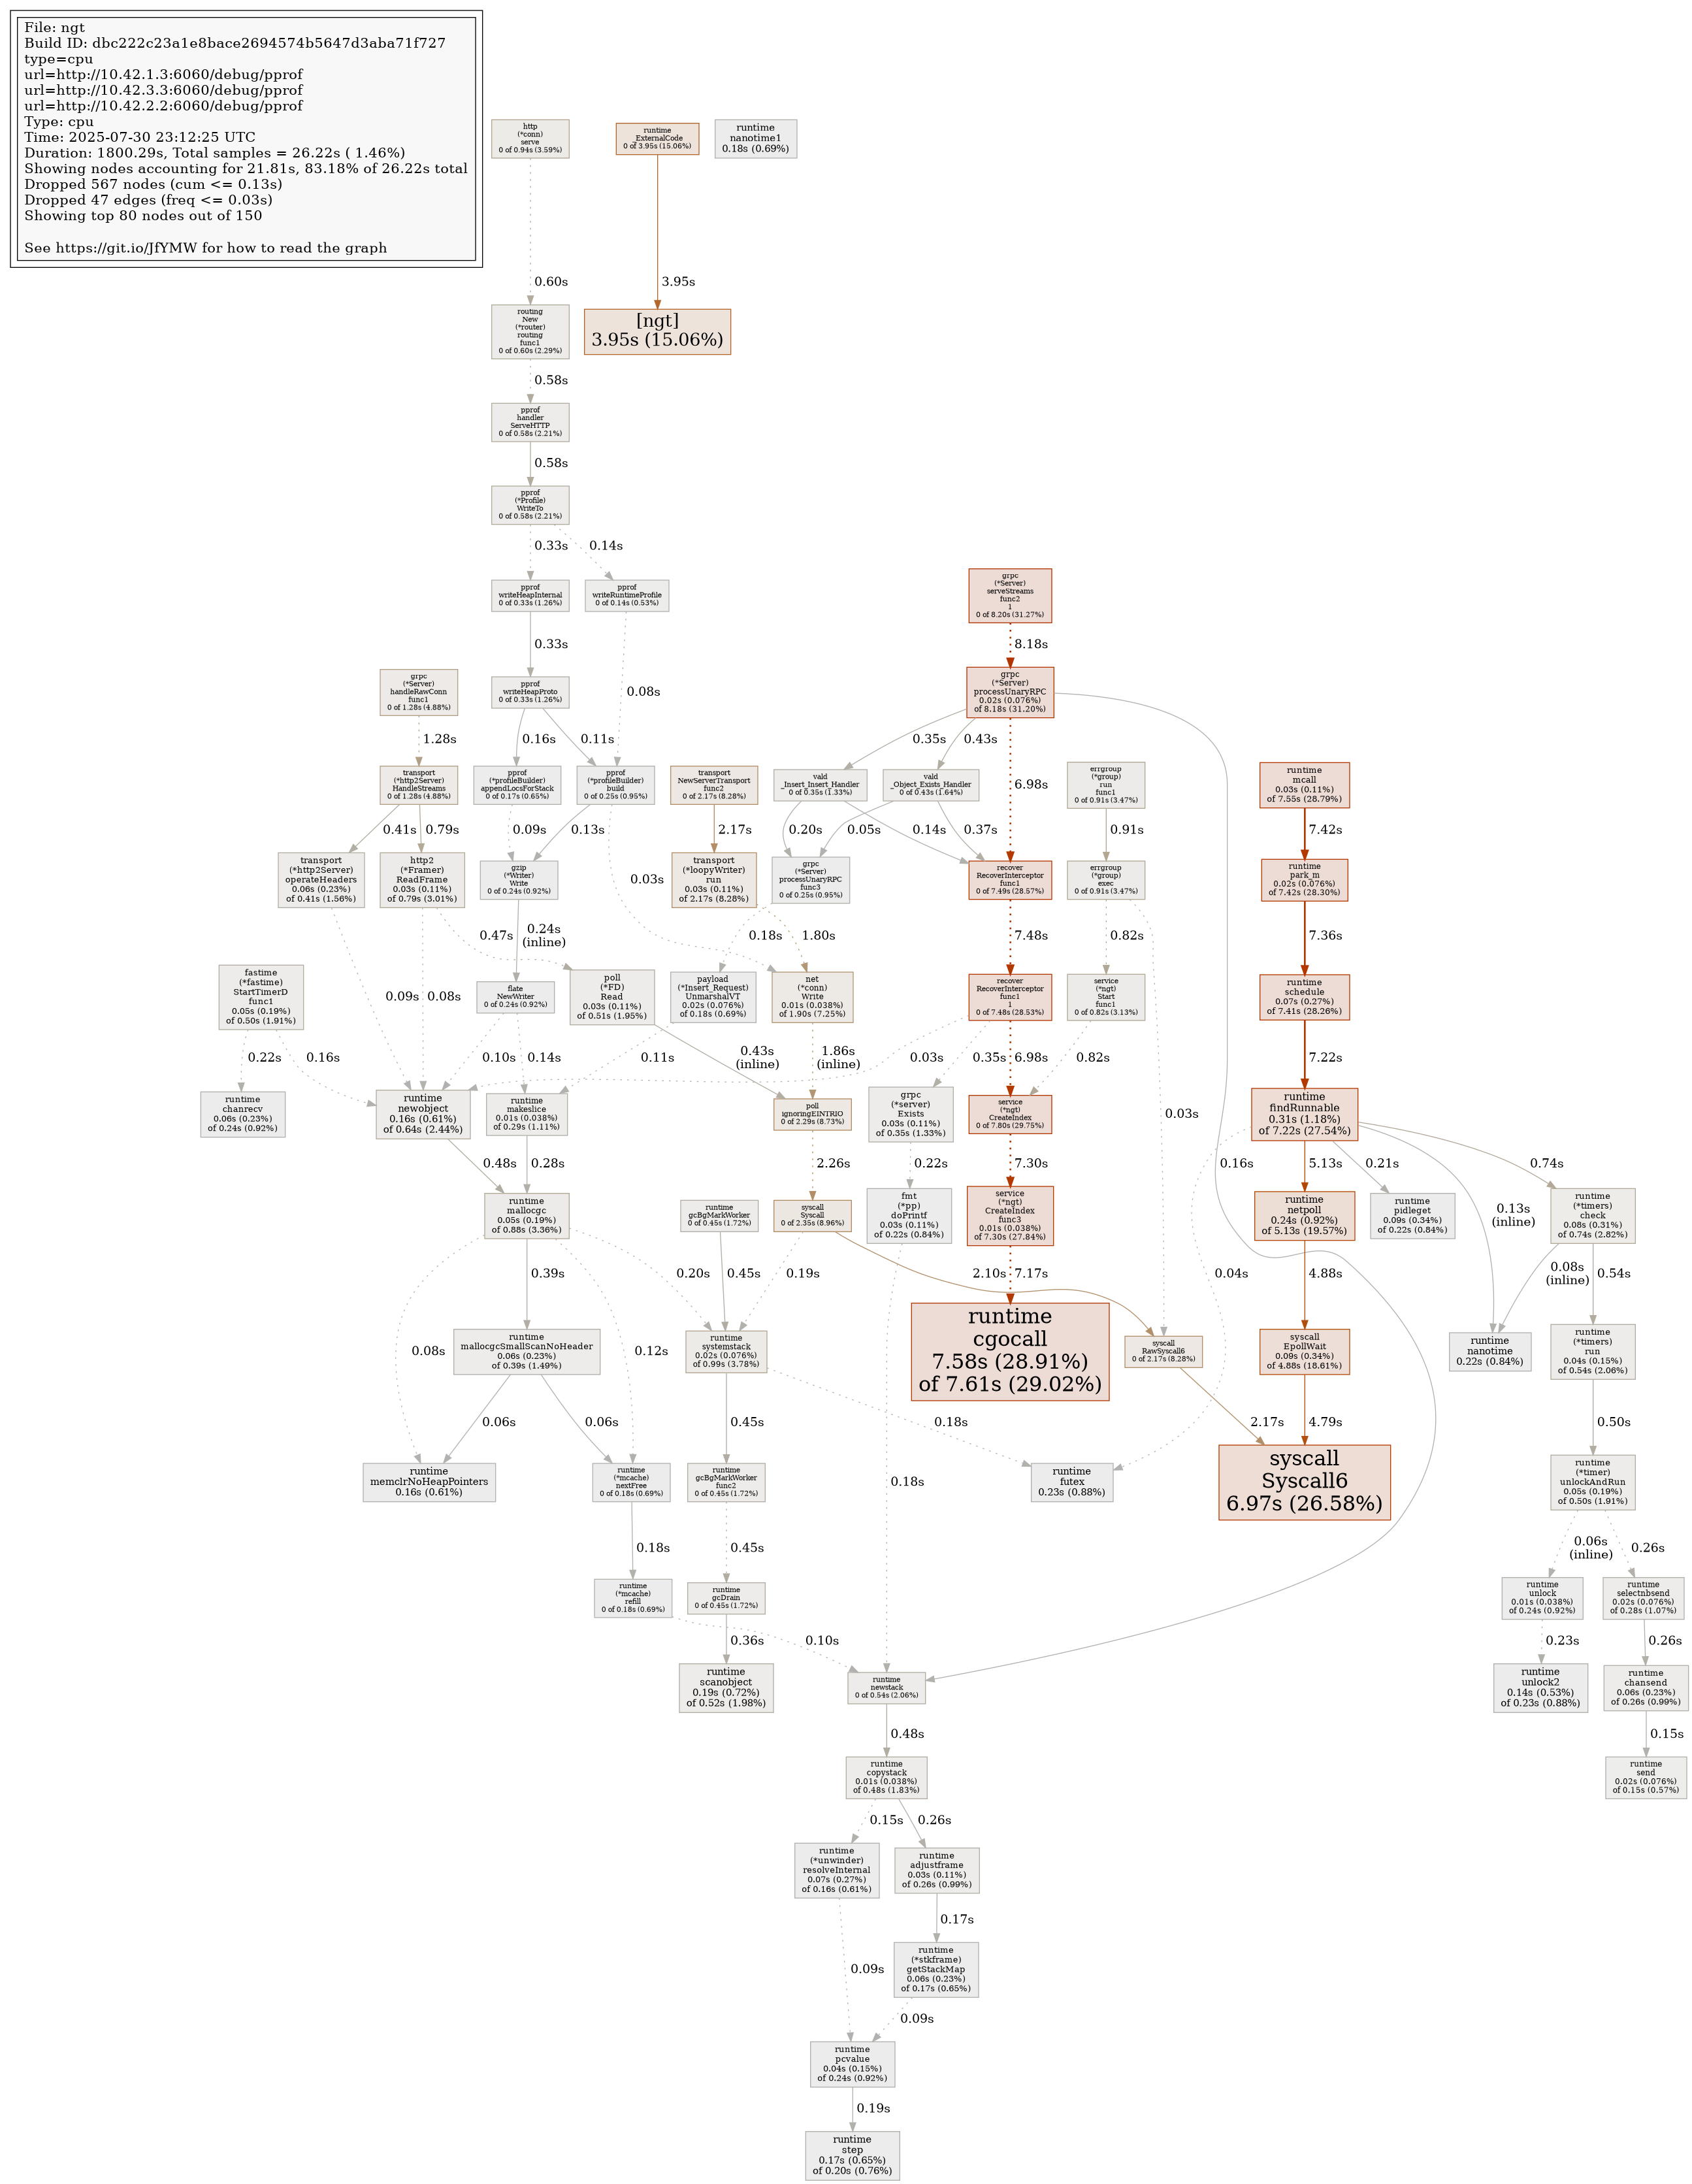 File: ngt
Build ID: dbc222c23a1e8bace2694574b5647d3aba71f727
type=cpu
url=http://10.42.1.3:6060/debug/pprof
url=http://10.42.3.3:6060/debug/pprof
url=http://10.42.2.2:6060/debug/pprof
Type: cpu
Time: 2025-07-30 23:12:25 UTC
Duration: 1800.29s, Total samples = 26.22s ( 1.46%)
Showing nodes accounting for 21.81s, 83.18% of 26.22s total
Dropped 567 nodes (cum <= 0.13s)
Dropped 47 edges (freq <= 0.03s)
Showing top 80 nodes out of 150
See https://git.io/JfYMW for how to read the graph
http
(*conn)
serve
0 of 0.94s (3.59%)
runtime
_ExternalCode
0 of 3.95s (15.06%)
runtime
nanotime1
0.18s (0.69%)
0.60s
3.95s
routing
New
(*router)
routing
func1
0 of 0.60s (2.29%)
[ngt]
3.95s (15.06%)
0.58s
pprof
handler
ServeHTTP
0 of 0.58s (2.21%)
0.58s
pprof
(*Profile)
WriteTo
0 of 0.58s (2.21%)
0.33s
0.14s
pprof
writeHeapInternal
0 of 0.33s (1.26%)
pprof
writeRuntimeProfile
0 of 0.14s (0.53%)
grpc
(*Server)
serveStreams
func2
1
0 of 8.20s (31.27%)
0.33s
0.08s
8.18s
grpc
(*Server)
handleRawConn
func1
0 of 1.28s (4.88%)
pprof
writeHeapProto
0 of 0.33s (1.26%)
grpc
(*Server)
processUnaryRPC
0.02s (0.076%)
of 8.18s (31.20%)
1.28s
0.16s
0.11s
0.35s
0.43s
6.98s
0.16s
transport
(*http2Server)
HandleStreams
0 of 1.28s (4.88%)
pprof
(*profileBuilder)
appendLocsForStack
0 of 0.17s (0.65%)
pprof
(*profileBuilder)
build
0 of 0.25s (0.95%)
transport
NewServerTransport
func2
0 of 2.17s (8.28%)
vald
_Insert_Insert_Handler
0 of 0.35s (1.33%)
vald
_Object_Exists_Handler
0 of 0.43s (1.64%)
errgroup
(*group)
run
func1
0 of 0.91s (3.47%)
runtime
mcall
0.03s (0.11%)
of 7.55s (28.79%)
0.41s
0.79s
0.09s
0.13s
0.03s
2.17s
0.20s
0.05s
0.14s
0.37s
0.91s
7.42s
transport
(*http2Server)
operateHeaders
0.06s (0.23%)
of 0.41s (1.56%)
http2
(*Framer)
ReadFrame
0.03s (0.11%)
of 0.79s (3.01%)
gzip
(*Writer)
Write
0 of 0.24s (0.92%)
transport
(*loopyWriter)
run
0.03s (0.11%)
of 2.17s (8.28%)
grpc
(*Server)
processUnaryRPC
func3
0 of 0.25s (0.95%)
recover
RecoverInterceptor
func1
0 of 7.49s (28.57%)
errgroup
(*group)
exec
0 of 0.91s (3.47%)
runtime
park_m
0.02s (0.076%)
of 7.42s (28.30%)
0.09s
0.08s
0.47s
0.24s
(inline)
1.80s
0.18s
7.48s
0.82s
0.03s
7.36s
fastime
(*fastime)
StartTimerD
func1
0.05s (0.19%)
of 0.50s (1.91%)
flate
NewWriter
0 of 0.24s (0.92%)
poll
(*FD)
Read
0.03s (0.11%)
of 0.51s (1.95%)
payload
(*Insert_Request)
UnmarshalVT
0.02s (0.076%)
of 0.18s (0.69%)
net
(*conn)
Write
0.01s (0.038%)
of 1.90s (7.25%)
recover
RecoverInterceptor
func1
1
0 of 7.48s (28.53%)
service
(*ngt)
Start
func1
0 of 0.82s (3.13%)
runtime
schedule
0.07s (0.27%)
of 7.41s (28.26%)
0.22s
0.16s
0.10s
0.14s
0.11s
0.43s
(inline)
1.86s
(inline)
0.03s
0.35s
6.98s
0.82s
7.22s
runtime
chanrecv
0.06s (0.23%)
of 0.24s (0.92%)
runtime
newobject
0.16s (0.61%)
of 0.64s (2.44%)
runtime
makeslice
0.01s (0.038%)
of 0.29s (1.11%)
poll
ignoringEINTRIO
0 of 2.29s (8.73%)
grpc
(*server)
Exists
0.03s (0.11%)
of 0.35s (1.33%)
service
(*ngt)
CreateIndex
0 of 7.80s (29.75%)
runtime
findRunnable
0.31s (1.18%)
of 7.22s (27.54%)
0.48s
0.28s
2.26s
0.22s
7.30s
0.04s
5.13s
0.21s
0.13s
(inline)
0.74s
runtime
mallocgc
0.05s (0.19%)
of 0.88s (3.36%)
runtime
gcBgMarkWorker
0 of 0.45s (1.72%)
syscall
Syscall
0 of 2.35s (8.96%)
fmt
(*pp)
doPrintf
0.03s (0.11%)
of 0.22s (0.84%)
service
(*ngt)
CreateIndex
func3
0.01s (0.038%)
of 7.30s (27.84%)
runtime
netpoll
0.24s (0.92%)
of 5.13s (19.57%)
runtime
pidleget
0.09s (0.34%)
of 0.22s (0.84%)
runtime
(*timers)
check
0.08s (0.31%)
of 0.74s (2.82%)
0.08s
0.39s
0.12s
0.20s
0.45s
0.19s
2.10s
0.18s
7.17s
4.88s
0.08s
(inline)
0.54s
runtime
mallocgcSmallScanNoHeader
0.06s (0.23%)
of 0.39s (1.49%)
runtime
systemstack
0.02s (0.076%)
of 0.99s (3.78%)
runtime
cgocall
7.58s (28.91%)
of 7.61s (29.02%)
syscall
RawSyscall6
0 of 2.17s (8.28%)
syscall
EpollWait
0.09s (0.34%)
of 4.88s (18.61%)
runtime
nanotime
0.22s (0.84%)
runtime
(*timers)
run
0.04s (0.15%)
of 0.54s (2.06%)
0.06s
0.06s
0.45s
0.18s
2.17s
4.79s
0.50s
runtime
memclrNoHeapPointers
0.16s (0.61%)
runtime
(*mcache)
nextFree
0 of 0.18s (0.69%)
runtime
gcBgMarkWorker
func2
0 of 0.45s (1.72%)
runtime
futex
0.23s (0.88%)
syscall
Syscall6
6.97s (26.58%)
runtime
(*timer)
unlockAndRun
0.05s (0.19%)
of 0.50s (1.91%)
0.18s
0.45s
0.06s
(inline)
0.26s
runtime
(*mcache)
refill
0 of 0.18s (0.69%)
runtime
gcDrain
0 of 0.45s (1.72%)
runtime
unlock
0.01s (0.038%)
of 0.24s (0.92%)
runtime
selectnbsend
0.02s (0.076%)
of 0.28s (1.07%)
0.10s
0.36s
0.23s
0.26s
runtime
scanobject
0.19s (0.72%)
of 0.52s (1.98%)
runtime
newstack
0 of 0.54s (2.06%)
runtime
unlock2
0.14s (0.53%)
of 0.23s (0.88%)
runtime
chansend
0.06s (0.23%)
of 0.26s (0.99%)
0.48s
0.15s
runtime
copystack
0.01s (0.038%)
of 0.48s (1.83%)
runtime
send
0.02s (0.076%)
of 0.15s (0.57%)
0.15s
0.26s
runtime
(*unwinder)
resolveInternal
0.07s (0.27%)
of 0.16s (0.61%)
runtime
adjustframe
0.03s (0.11%)
of 0.26s (0.99%)
0.17s
0.09s
runtime
(*stkframe)
getStackMap
0.06s (0.23%)
of 0.17s (0.65%)
0.09s
runtime
pcvalue
0.04s (0.15%)
of 0.24s (0.92%)
0.19s
runtime
step
0.17s (0.65%)
of 0.20s (0.76%)